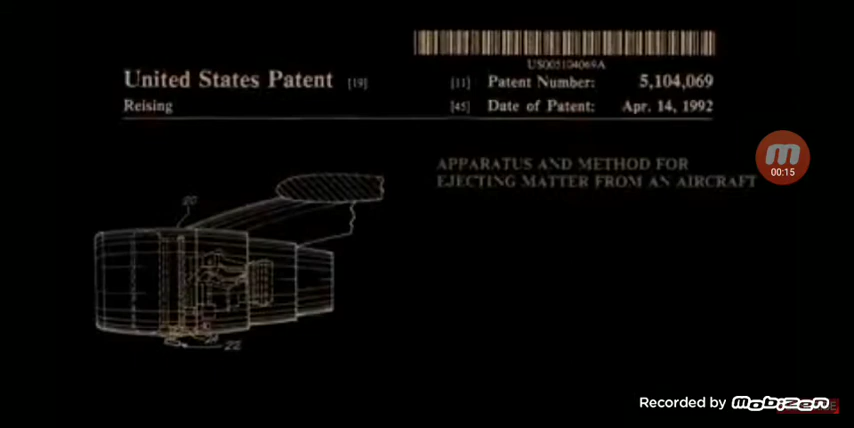 US005104069A
United States Patent [19]
[11] Patent Number: 5,104,069
Reising
[45] Date of Patent: Apr. 14, 1992
APPARATUS AND METHOD FOR
EJECTING MATTER FROM AN AIRCRAFT
00:15
20
22
Recorded by mobizen